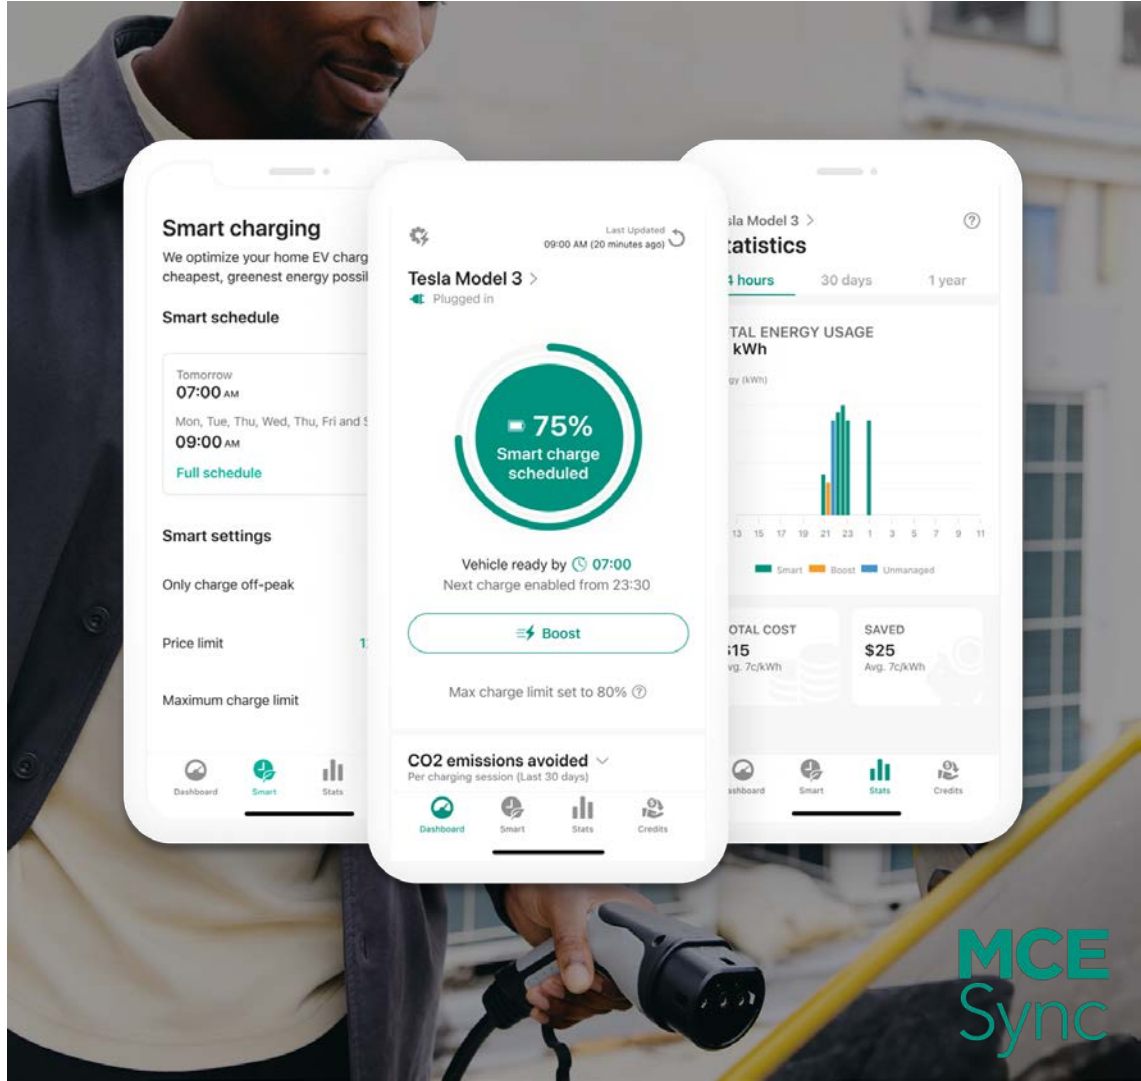 Smart charging
We optimize your home EV charg
cheapest, greenest energy possil
Smart schedule
Tomorrow
07:00 AM
Mon, Tue, Thu, Wed, Thu, Fri and S
09:00 AM
Full schedule
Smart settings
Only charge off-peak
Price limit
Maximum charge limit
Dashboard
Smart
Stats
Last Updated
09:00 AM (20 minutes ago)
Tesla Model 3 >
Plugged in
75%
Smart charge
scheduled
Vehicle ready by 07:00
Next charge enabled from 23:30
Boost
Max charge limit set to 80% ?
CO2 emissions avoided
Per charging session (Last 30 days)
Dashboard
Smart
Stats
Credits
sla Model 3 >
?
tatistics
4 hours
30 days
1 year
TAL ENERGY USAGE
kWh
gy (kWh)
13 15 17 19 21 23 1 3 5 7 9 11
Smart
Boost
Unmanaged
OTAL COST
$15
vg. 7c/kWh
SAVED
$25
Avg. 7c/kWh
ashboard
Smart
Stats
Credits
MCE
Sync